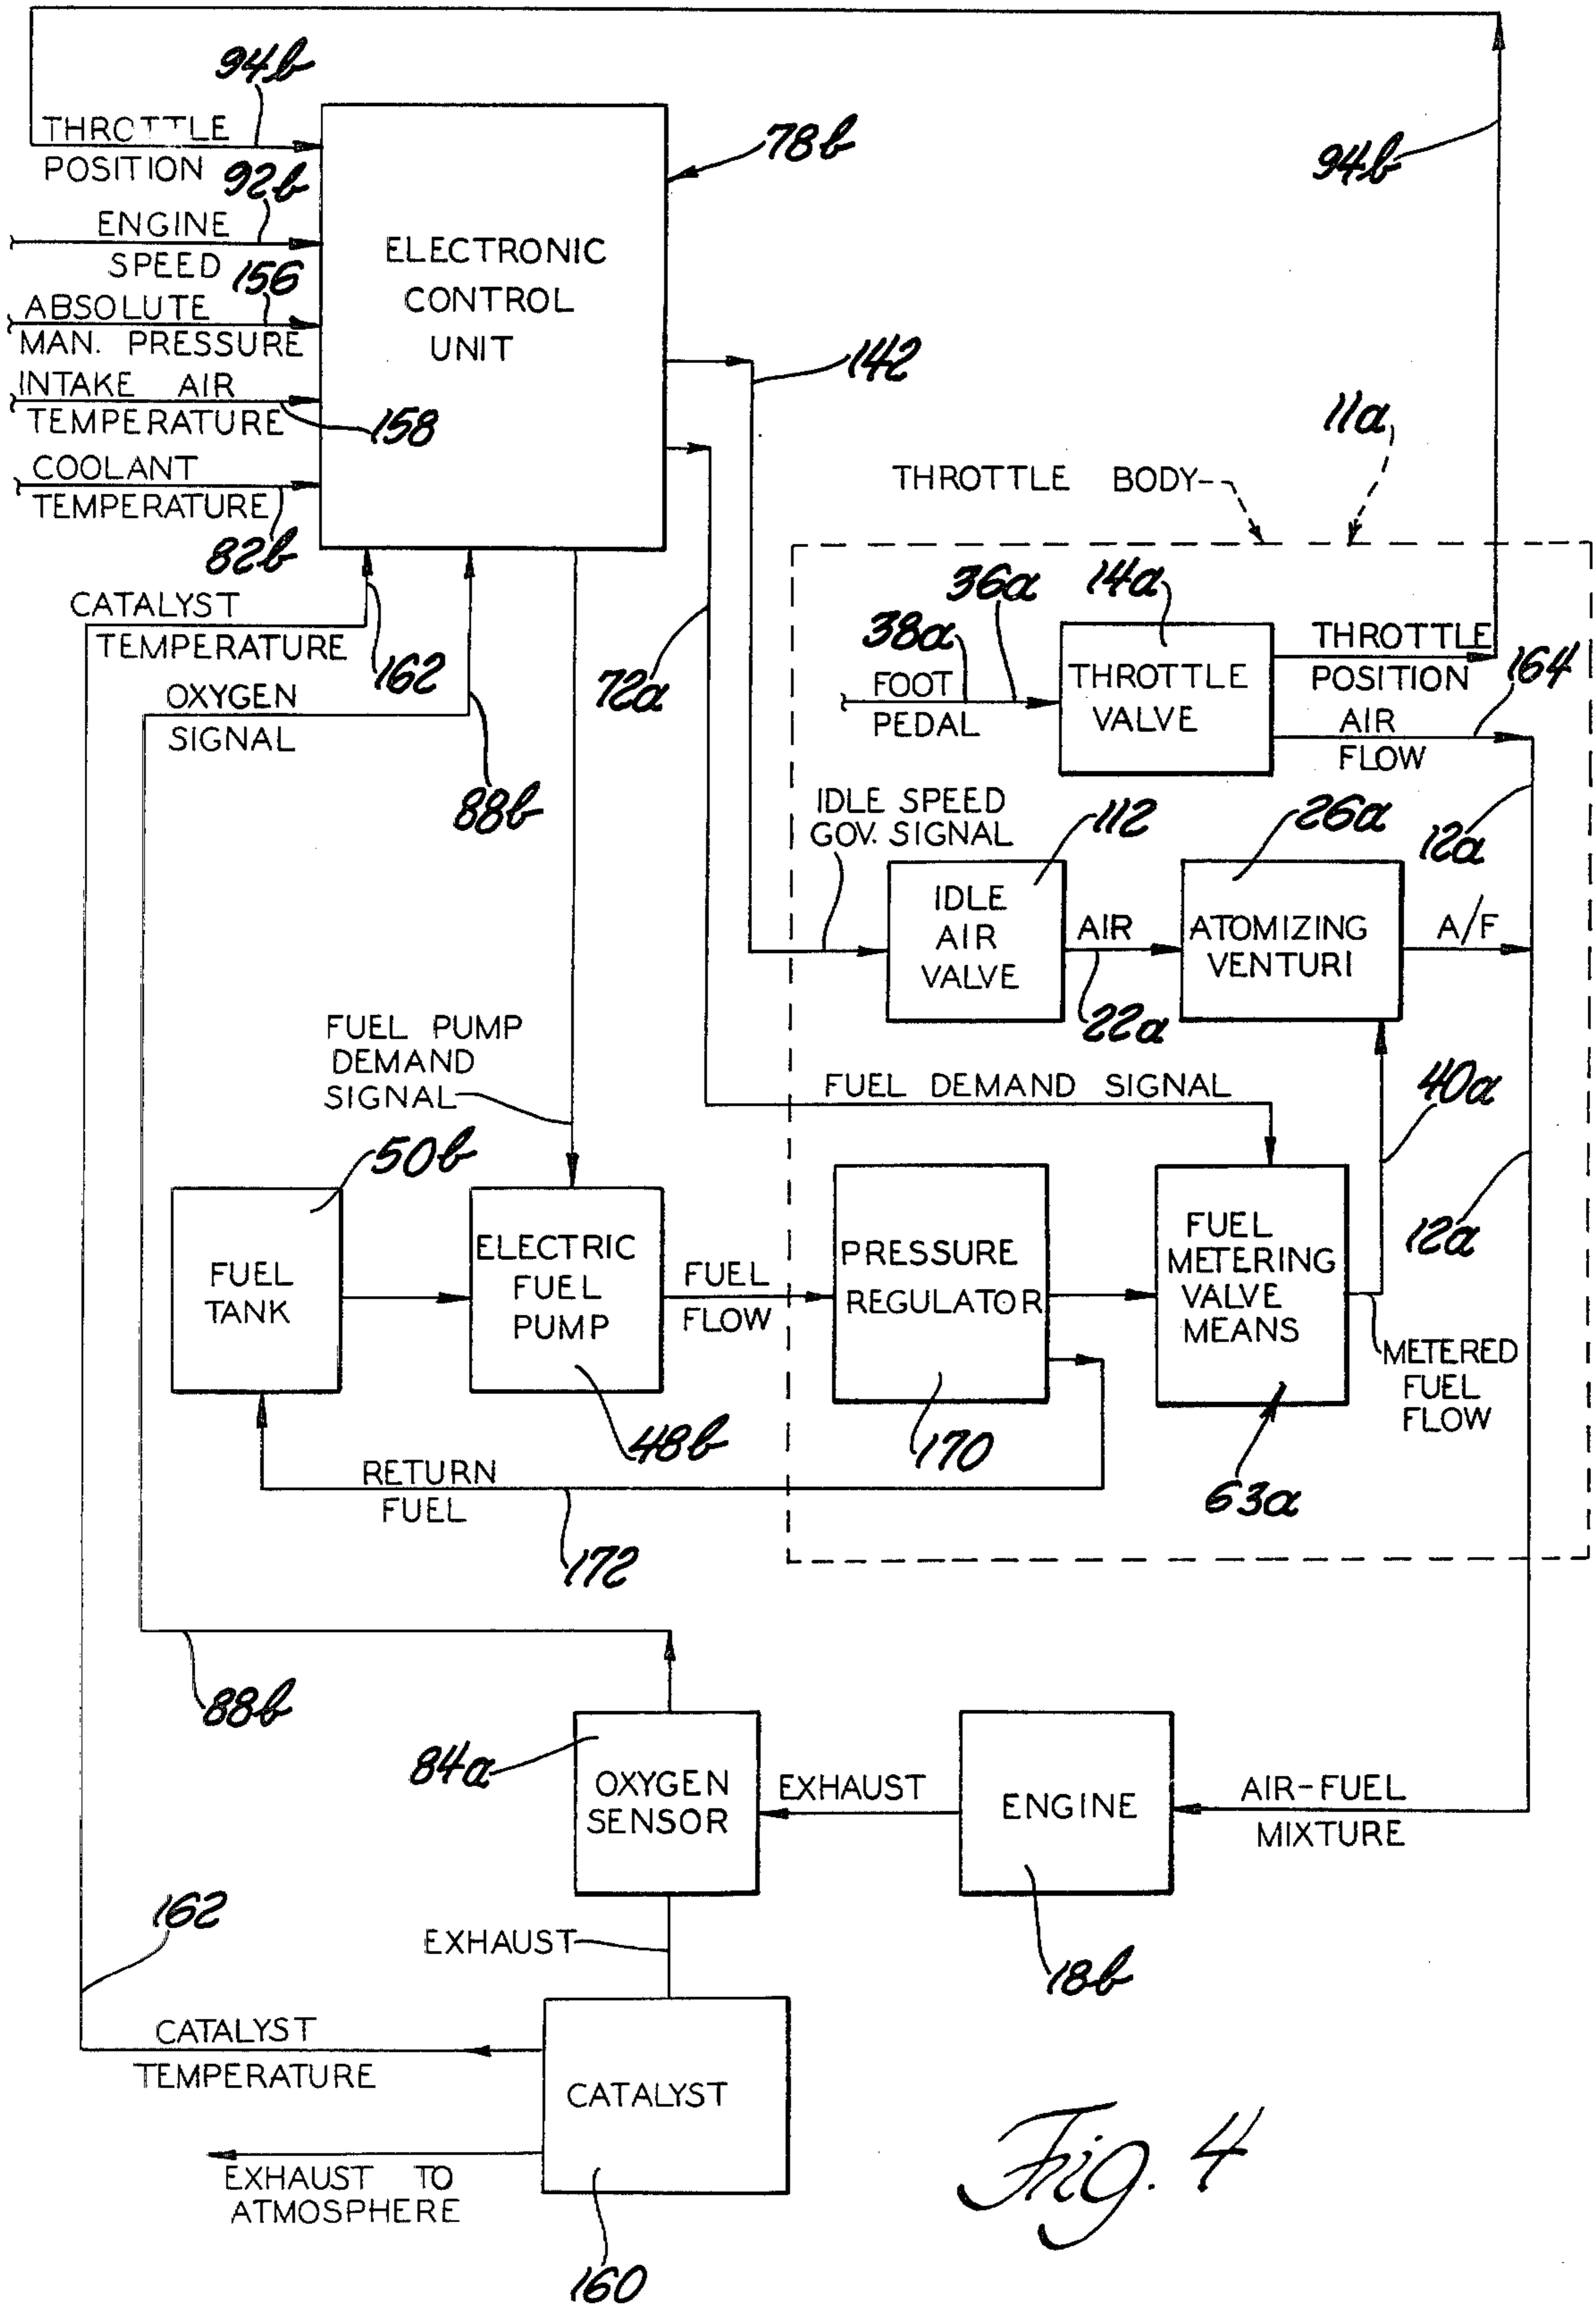 94b
THROTTLE
POSITION
92b
ENGINE
SPEED
156
ABSOLUTE
MAN. PRESSURE
INTAKE AIR
TEMPERATURE
158
COOLANT
TEMPERATURE
82b
ELECTRONIC
CONTROL
UNIT
78b
94b
142
11a
THROTTLE BODY
CATALYST
TEMPERATURE
162
OXYGEN
SIGNAL
88b
72a
38a
36a
14a
FOOT
PEDAL
THROTTLE
VALVE
THROTTLE
POSITION
164
AIR
FLOW
12a
IDLE SPEED
GOV. SIGNAL
112
26a
IDLE
AIR
VALVE
AIR
22a
ATOMIZING
VENTURI
A/F
FUEL PUMP
DEMAND
SIGNAL
FUEL DEMAND SIGNAL
40a
12a
50b
FUEL
TANK
ELECTRIC
FUEL
PUMP
48b
FUEL
FLOW
PRESSURE
REGULATOR
170
FUEL
METERING
VALVE
MEANS
63a
METERED
FUEL
FLOW
RETURN
FUEL
172
88b
84a
OXYGEN
SENSOR
EXHAUST
ENGINE
18b
AIR-FUEL
MIXTURE
162
EXHAUST
CATALYST
TEMPERATURE
CATALYST
160
EXHAUST TO
ATMOSPHERE
Fig. 4